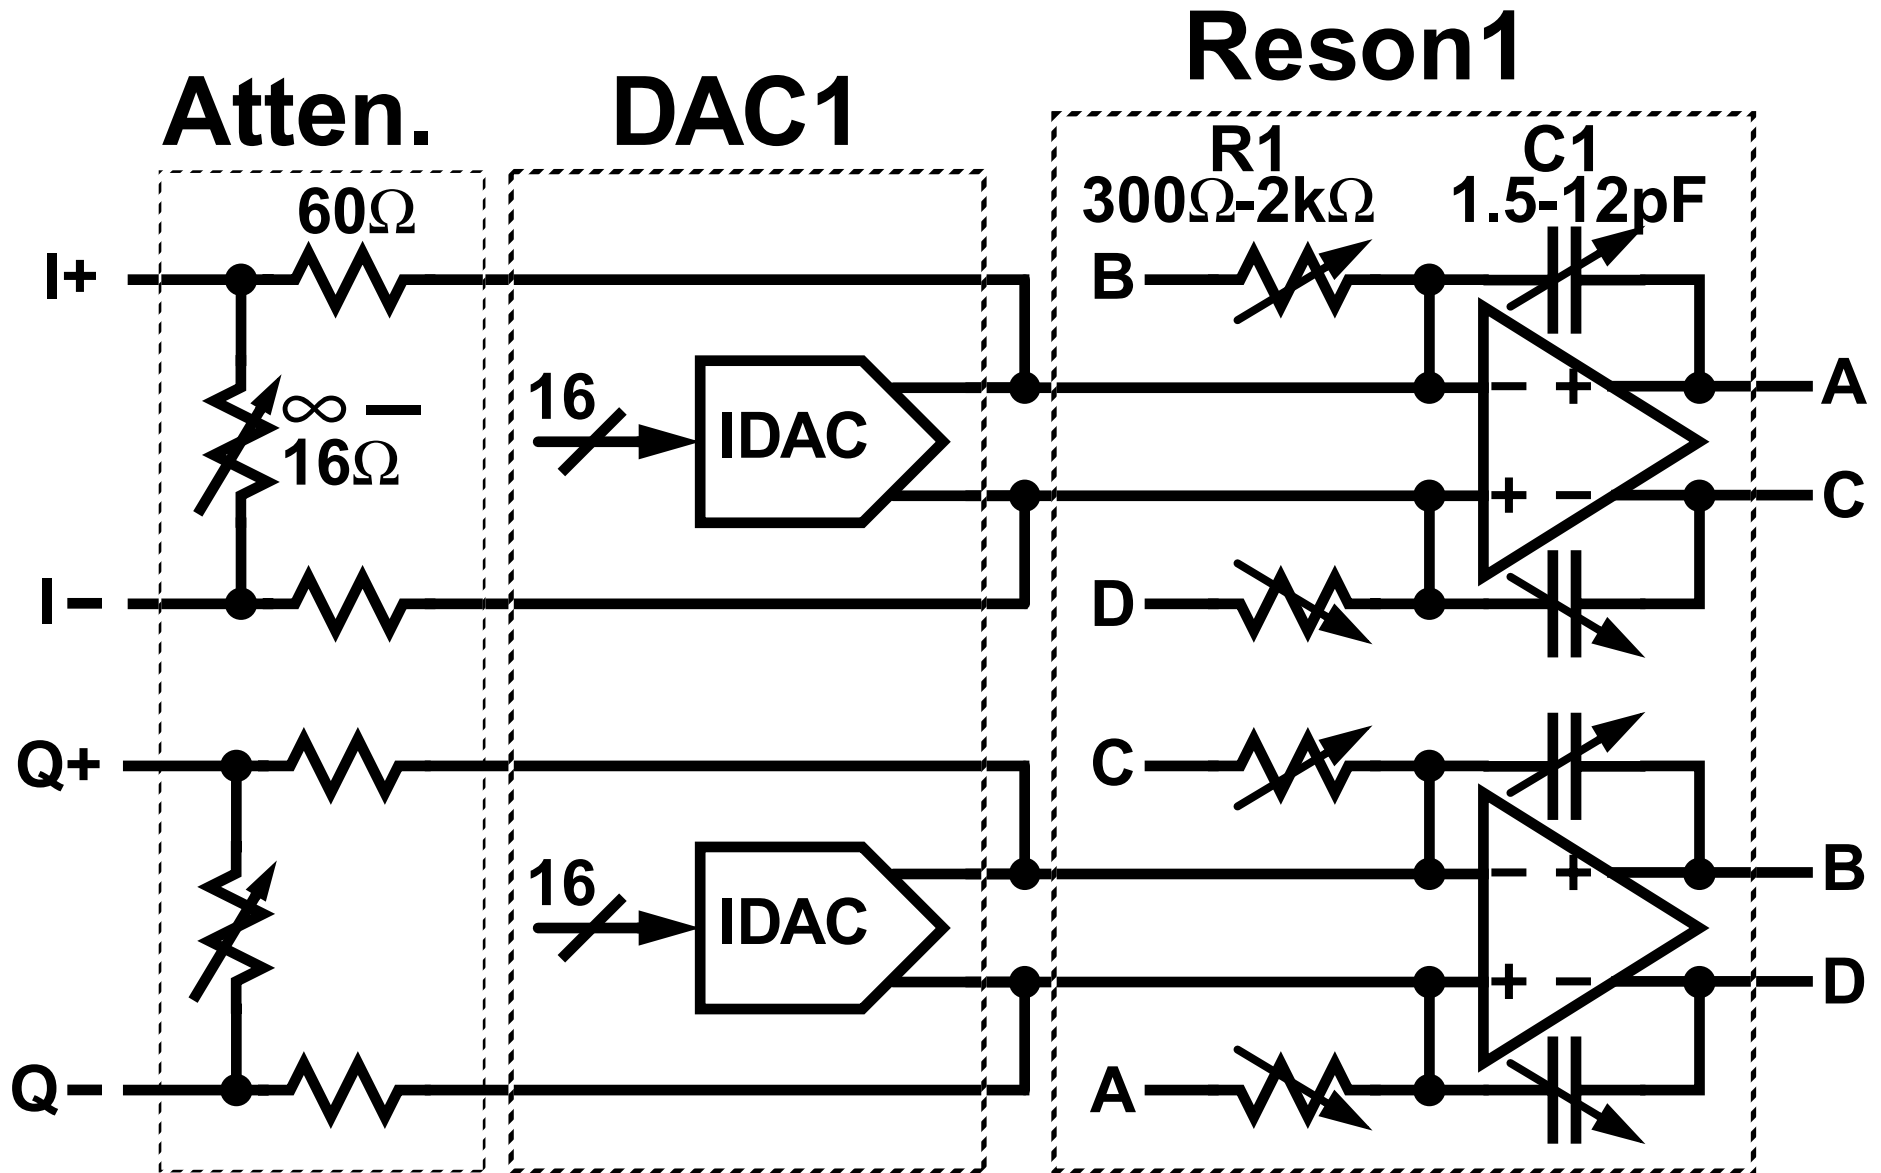 Reson1
Atten.
DAC1
R1
C1
60Ω
300Ω-2kΩ
1.5-12pF
I+
B
∞ –
16Ω
16
IDAC
− +
A
+ −
C
I−
D
Q+
C
16
IDAC
− +
B
+ −
D
Q−
A